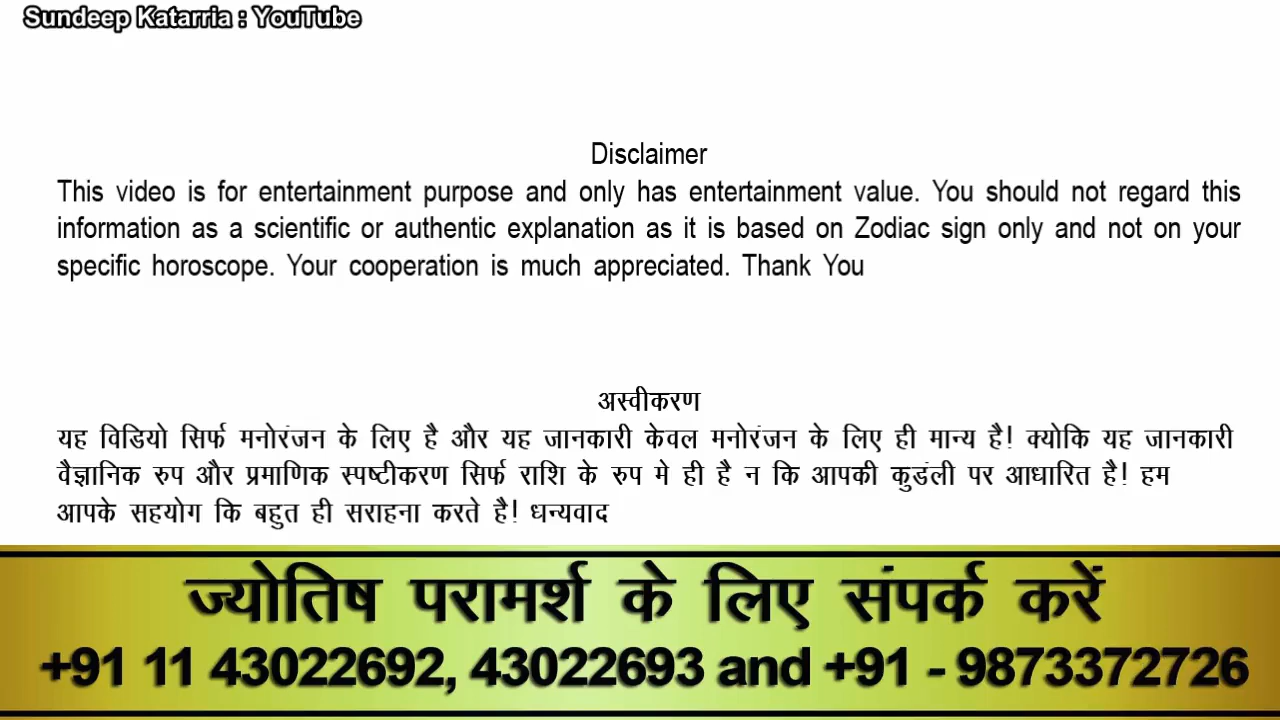 Sundeep Katarria : YouTube
Disclaimer
This video is for entertainment purpose and only has entertainment value. You should not regard this
information as a scientific or authentic explanation as it is based on Zodiac sign only and not on your
specific horoscope. Your cooperation is much appreciated. Thank You
अस्वीकरण
यह विडियो सिर्फ मनोरंजन के लिए है और यह जानकारी केवल मनोरंजन के लिए ही मान्य है! क्योकि यह जानकारी
वैज्ञानिक रुप और प्रमाणिक स्पष्टीकरण सिर्फ राशि के रुप मे ही है न कि आपकी कुडंली पर आधारित है! हम
आपके सहयोग कि बहुत ही सराहना करते है! धन्यवाद
ज्योतिष परामर्श के लिए संपर्क करें
+91 11 43022692, 43022693 and +91 - 9873372726